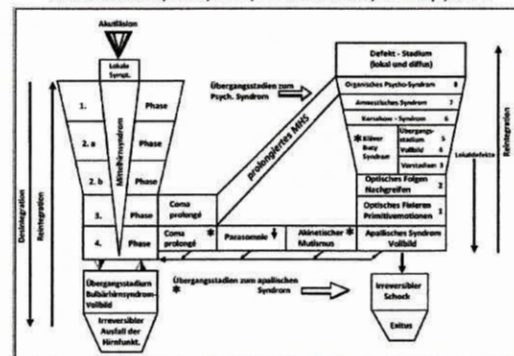 Akutläsion
Lokale
Sympt.
1.
Phase
2. a
Phase
2. b
Phase
3.
Phase
4.
Phase
Mittelhirnsyndrom
Desintegration
Reintegration
Übergangsstadium
Bulbärhirnsyndrom-
Vollbild
Irreversibler
Ausfall der
Hirnfunkt.
Coma
prolongé
Coma *
prolongé
Parasomnie
Akinetischer *
Mutismus
Übergangsstadien zum
Psych. Syndrom
prolongiertes MHS
* Übergangsstadien zum apallischen
Syndrom
Defekt - Stadium
(lokal und diffus)
Organisches Psycho-Syndrom 8
Amnestisches Syndrom 7
Korsakow - Syndrom 6
* Klüver
Bucy
Syndrom
Übergangs-
stadium 5
Vollbild 4
Vorstadium 3
Optisches Folgen
Nachgreifen 2
Optisches Fixieren
Primitivemotionen 1
Apallisches Syndrom
Vollbild
Irreversibler
Schock
Exitus
Lokaldefekte
Reintegration